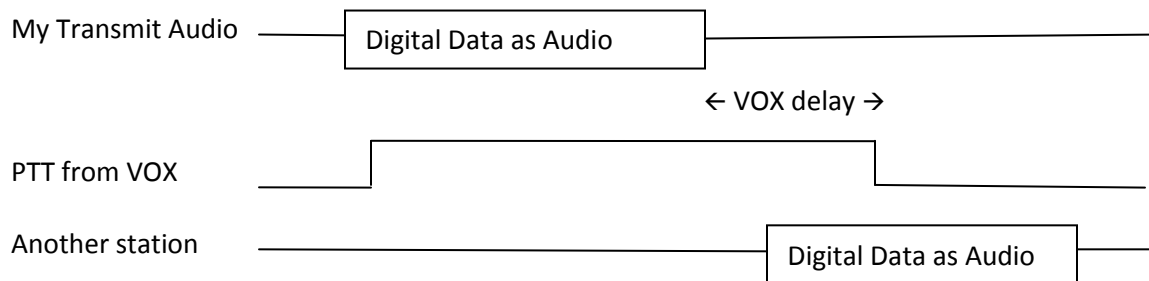 My Transmit Audio
Digital Data as Audio
← VOX delay →
PTT from VOX
Another station
Digital Data as Audio